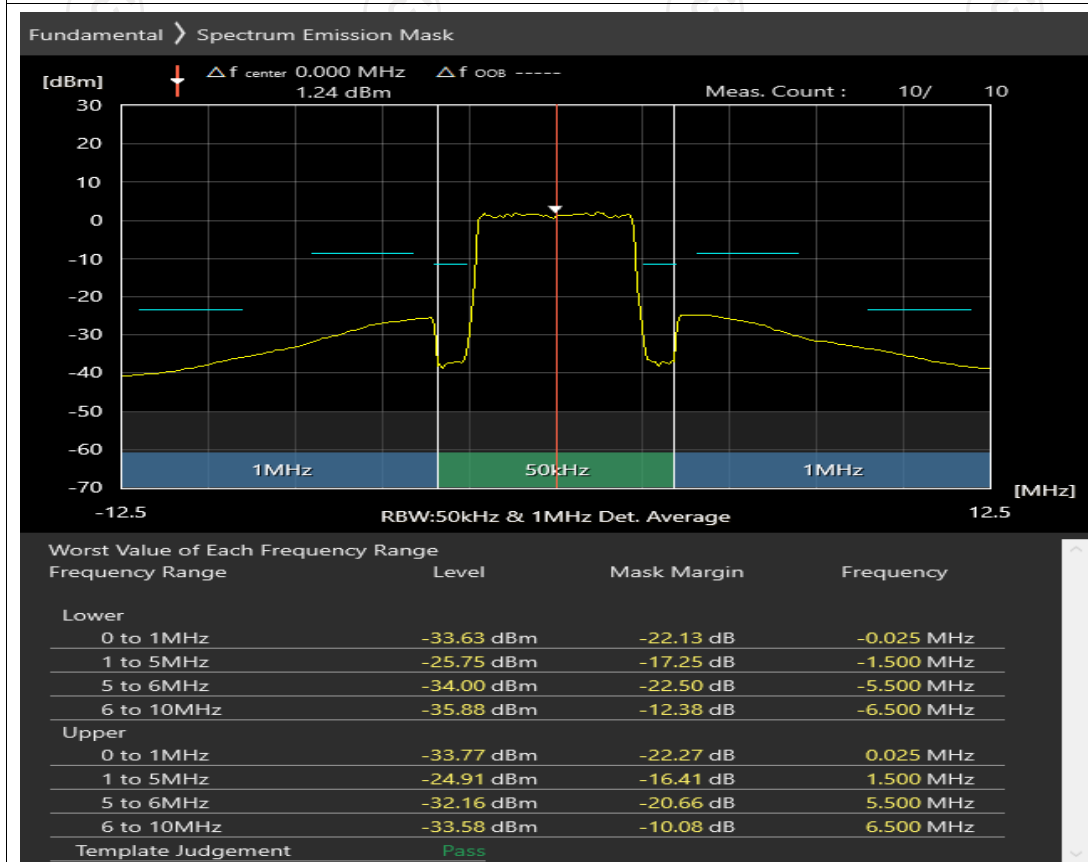 Fundamental ❯ Spectrum Emission Mask
[dBm]
△f center 0.000 MHz △f OOB -----
1.24 dBm Meas. Count : 10/ 10
30
20
10
0
-10
-20
-30
-40
-50
-60
-70
1MHz 50kHz 1MHz
[MHz]
-12.5 RBW:50kHz & 1MHz Det. Average 12.5
Worst Value of Each Frequency Range
Frequency Range Level Mask Margin Frequency
Lower
0 to 1MHz -33.63 dBm -22.13 dB -0.025 MHz
1 to 5MHz -25.75 dBm -17.25 dB -1.500 MHz
5 to 6MHz -34.00 dBm -22.50 dB -5.500 MHz
6 to 10MHz -35.88 dBm -12.38 dB -6.500 MHz
Upper
0 to 1MHz -33.77 dBm -22.27 dB 0.025 MHz
1 to 5MHz -24.91 dBm -16.41 dB 1.500 MHz
5 to 6MHz -32.16 dBm -20.66 dB 5.500 MHz
6 to 10MHz -33.58 dBm -10.08 dB 6.500 MHz
Template Judgement Pass